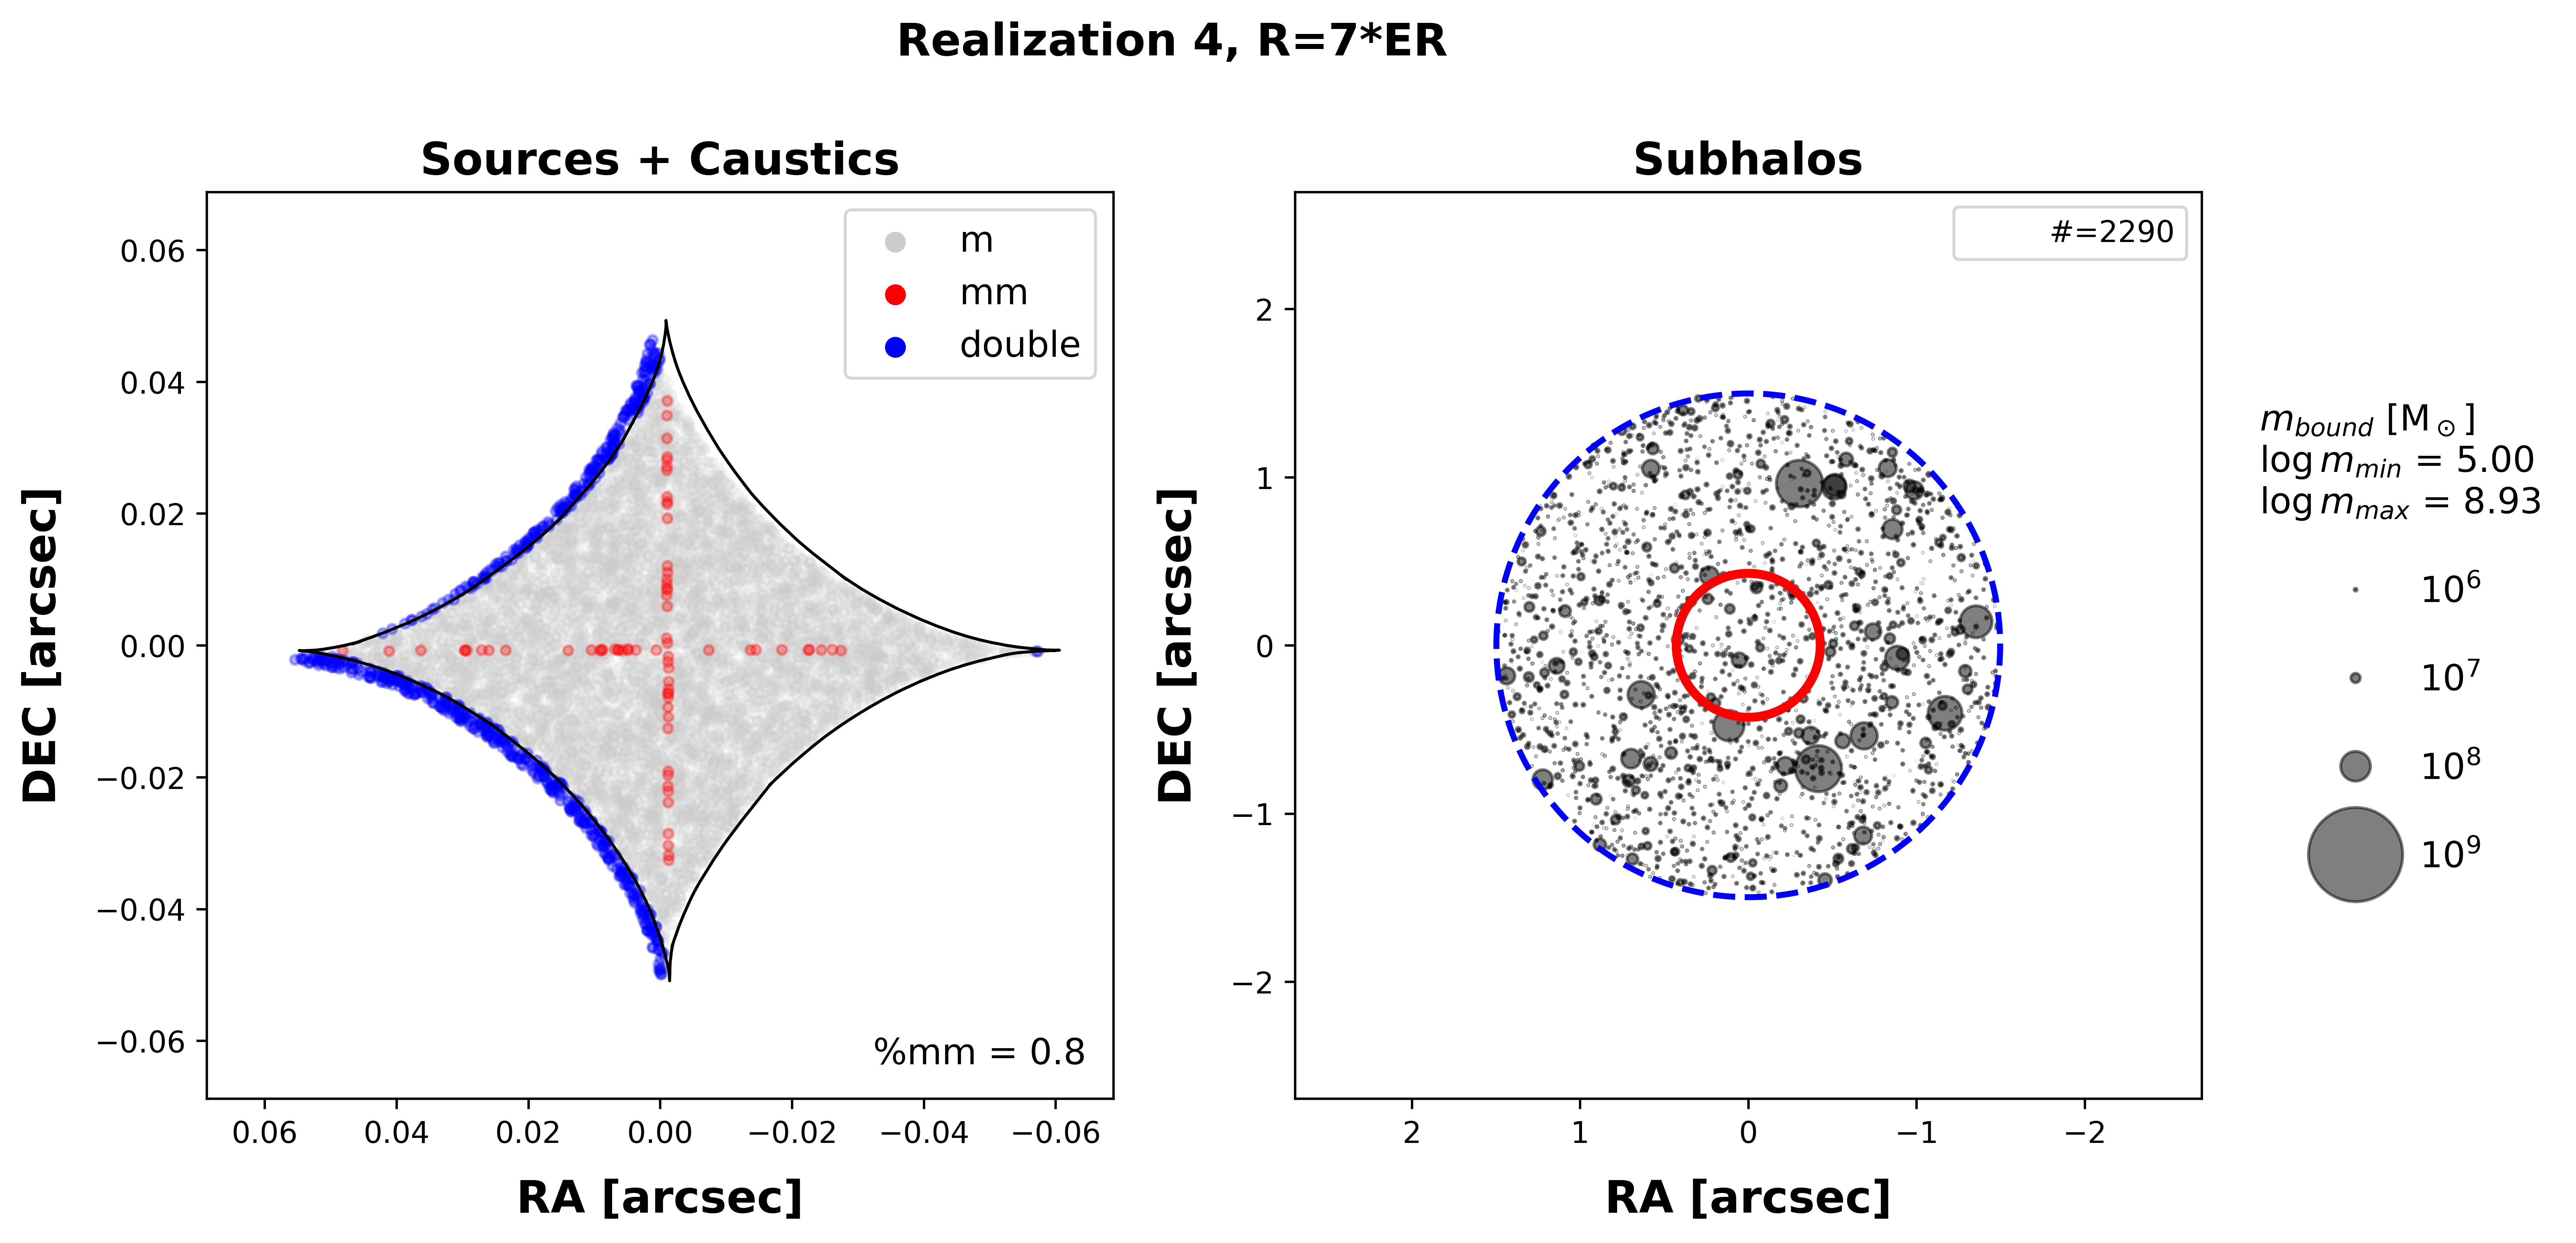 Realization 4, R=7*ER
Sources + Caustics
m
mm
double
%mm = 0.8
0.06
0.04
0.02
0.00
−0.02
−0.04
−0.06
0.06
0.04
0.02
0.00
−0.02
−0.04
−0.06
DEC [arcsec]
RA [arcsec]
Subhalos
#=2290
2
1
0
−1
−2
2
1
0
−1
−2
DEC [arcsec]
RA [arcsec]
m_bound [M_⊙]
log m_min = 5.00
log m_max = 8.93
10^6
10^7
10^8
10^9